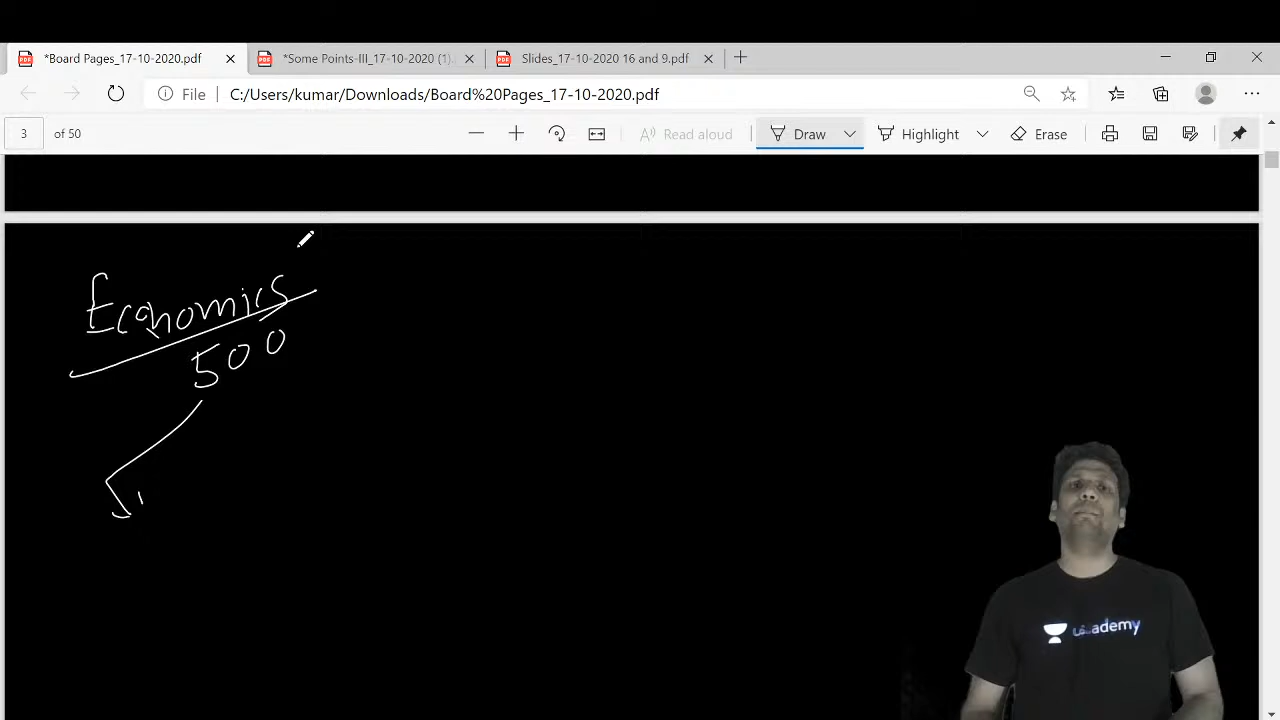 *Board Pages_17-10-2020.pdf
*Some Points-III_17-10-2020 (1).
Slides_17-10-2020 16 and 9.pdf
File
C:/Users/kumar/Downloads/Board%20Pages_17-10-2020.pdf
3 of 50
Read aloud
Draw
Highlight
Erase
Economics
500
unacademy